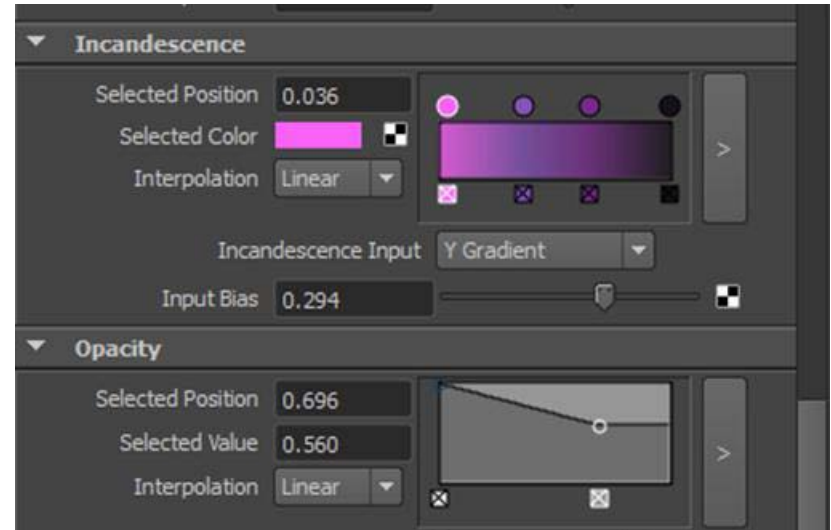 Incandescence
Selected Position 0.036
Selected Color
Interpolation Linear
>
Incandescence Input Y Gradient
Input Bias 0.294
Opacity
Selected Position 0.696
Selected Value 0.560
Interpolation Linear
>